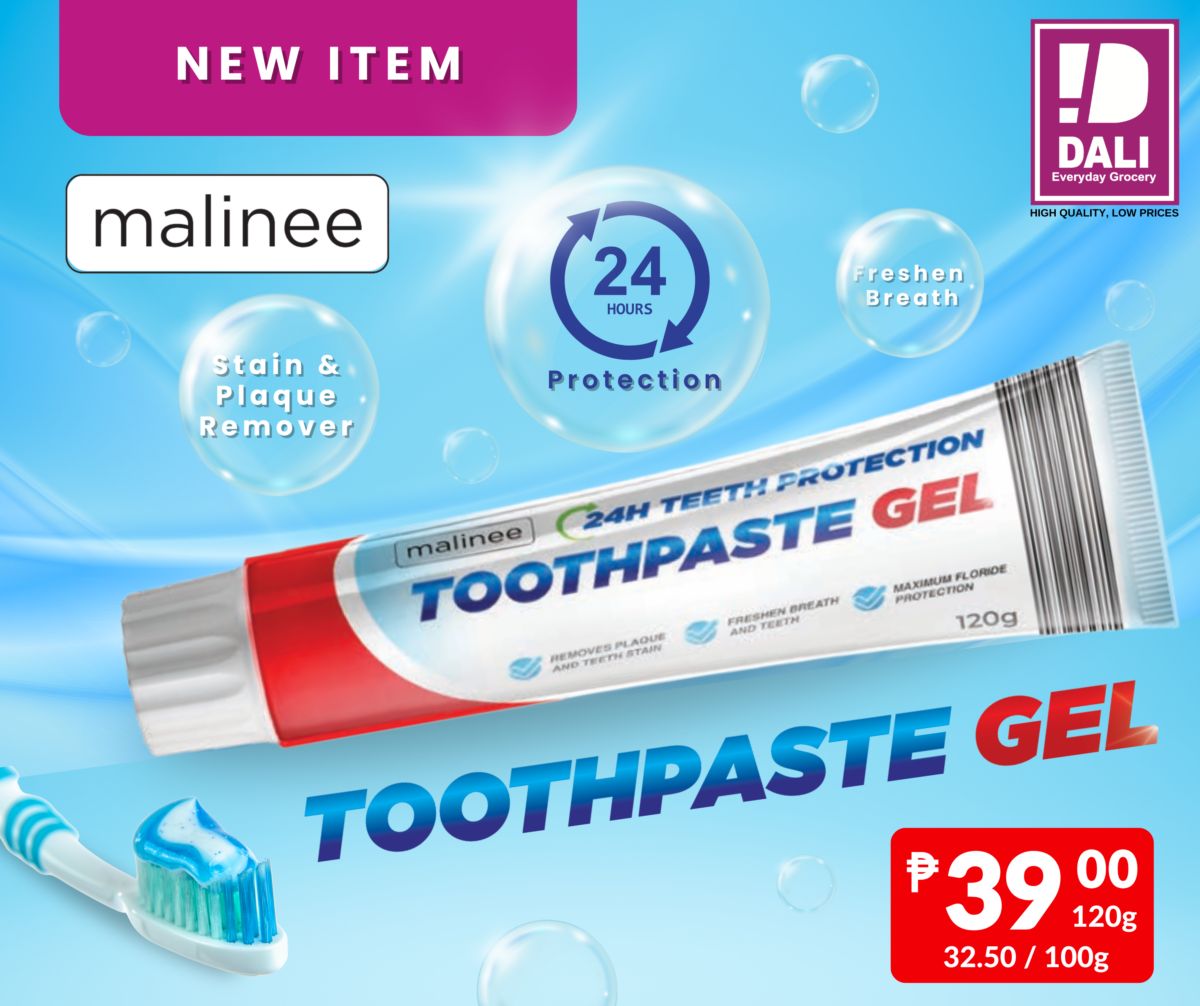 NEW ITEM
DALI
Everyday Grocery
HIGH QUALITY, LOW PRICES
malinee
24
HOURS
Protection
Freshen
Breath
Stain &
Plaque
Remover
malinee
24H TEETH PROTECTION
TOOTHPASTE GEL
REMOVES PLAQUE
AND TEETH STAIN
FRESHEN BREATH
AND TEETH
MAXIMUM FLORIDE
PROTECTION
120g
TOOTHPASTE GEL
₱39 00
120g
32.50 / 100g